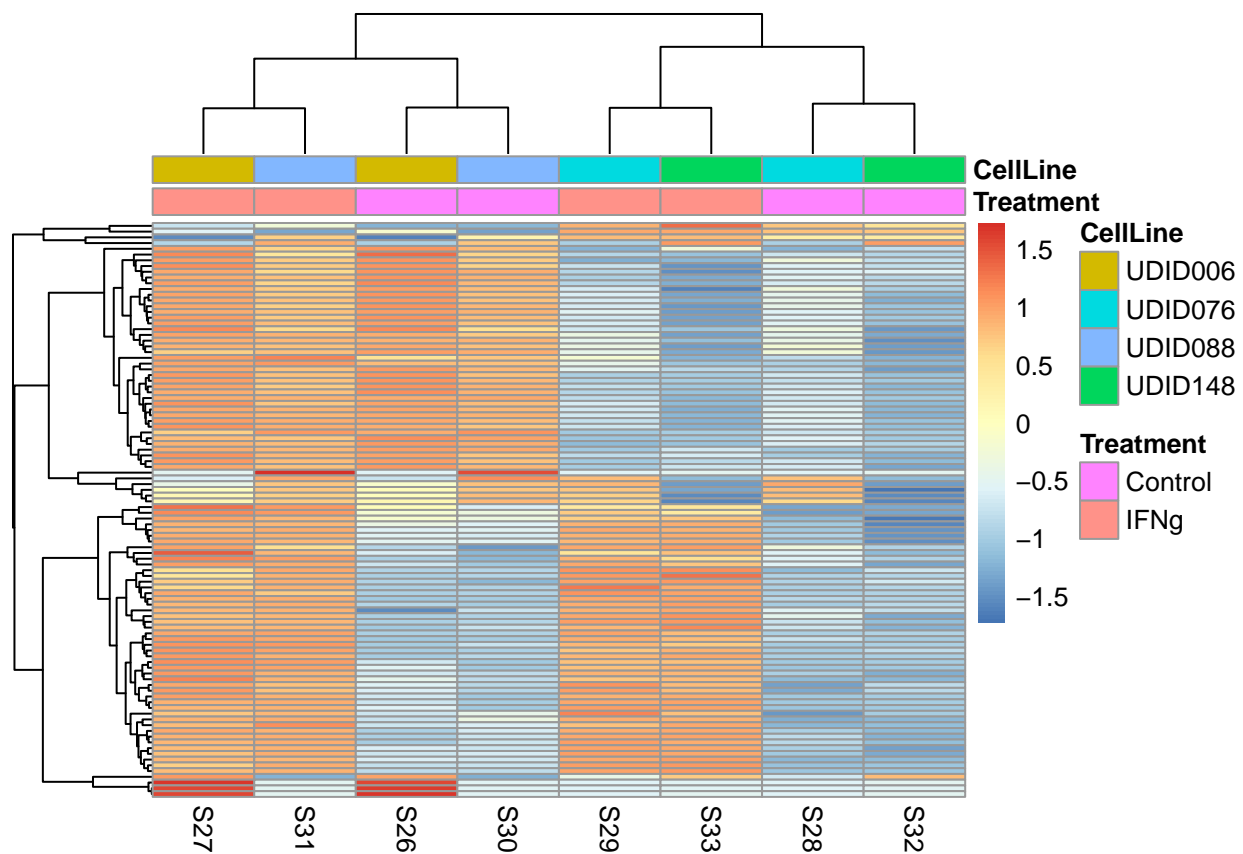 CellLine
Treatment
1.5
1
0.5
0
−0.5
−1
−1.5
CellLine
UDID006
UDID076
UDID088
UDID148
Treatment
Control
IFNg
S27
S31
S26
S30
S29
S33
S28
S32